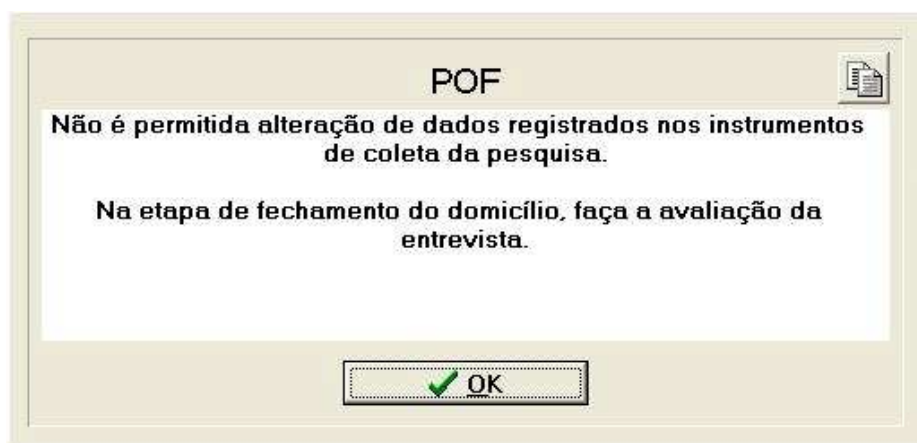 POF
Não é permitida alteração de dados registrados nos instrumentos
de coleta da pesquisa.
Na etapa de fechamento do domicílio, faça a avaliação da
entrevista.
OK